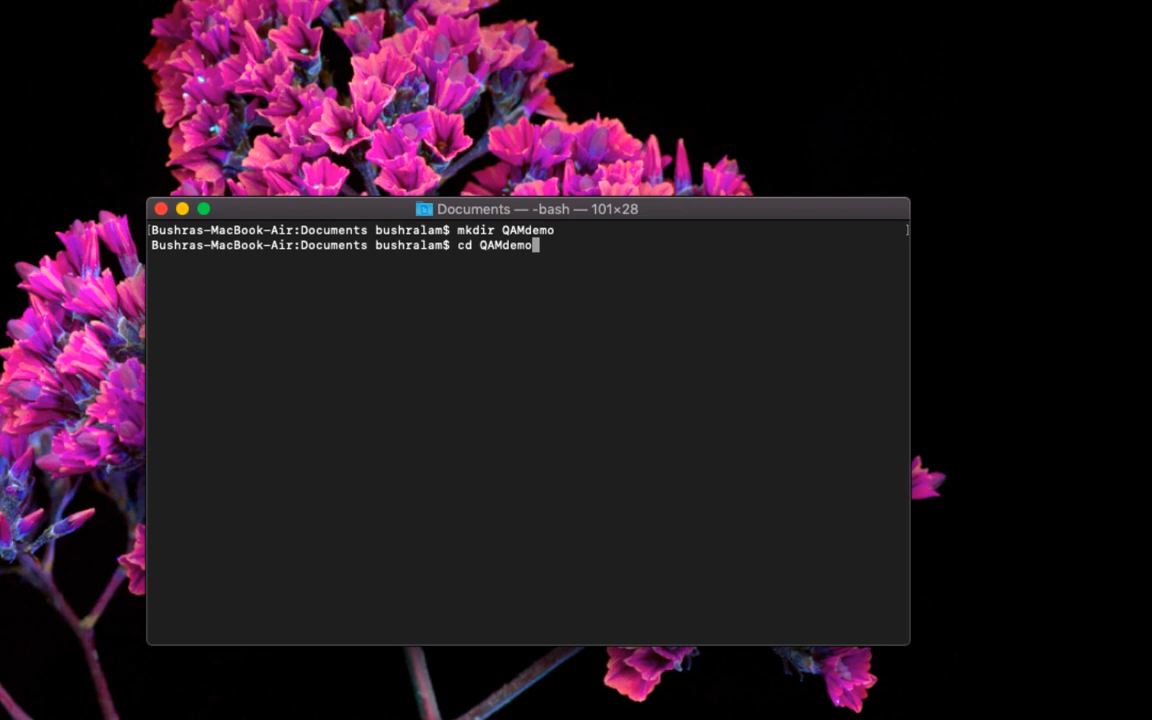 Documents — -bash — 101×28
[Bushras-MacBook-Air:Documents bushralam$ mkdir QAMdemo ]
Bushras-MacBook-Air:Documents bushralam$ cd QAMdemo